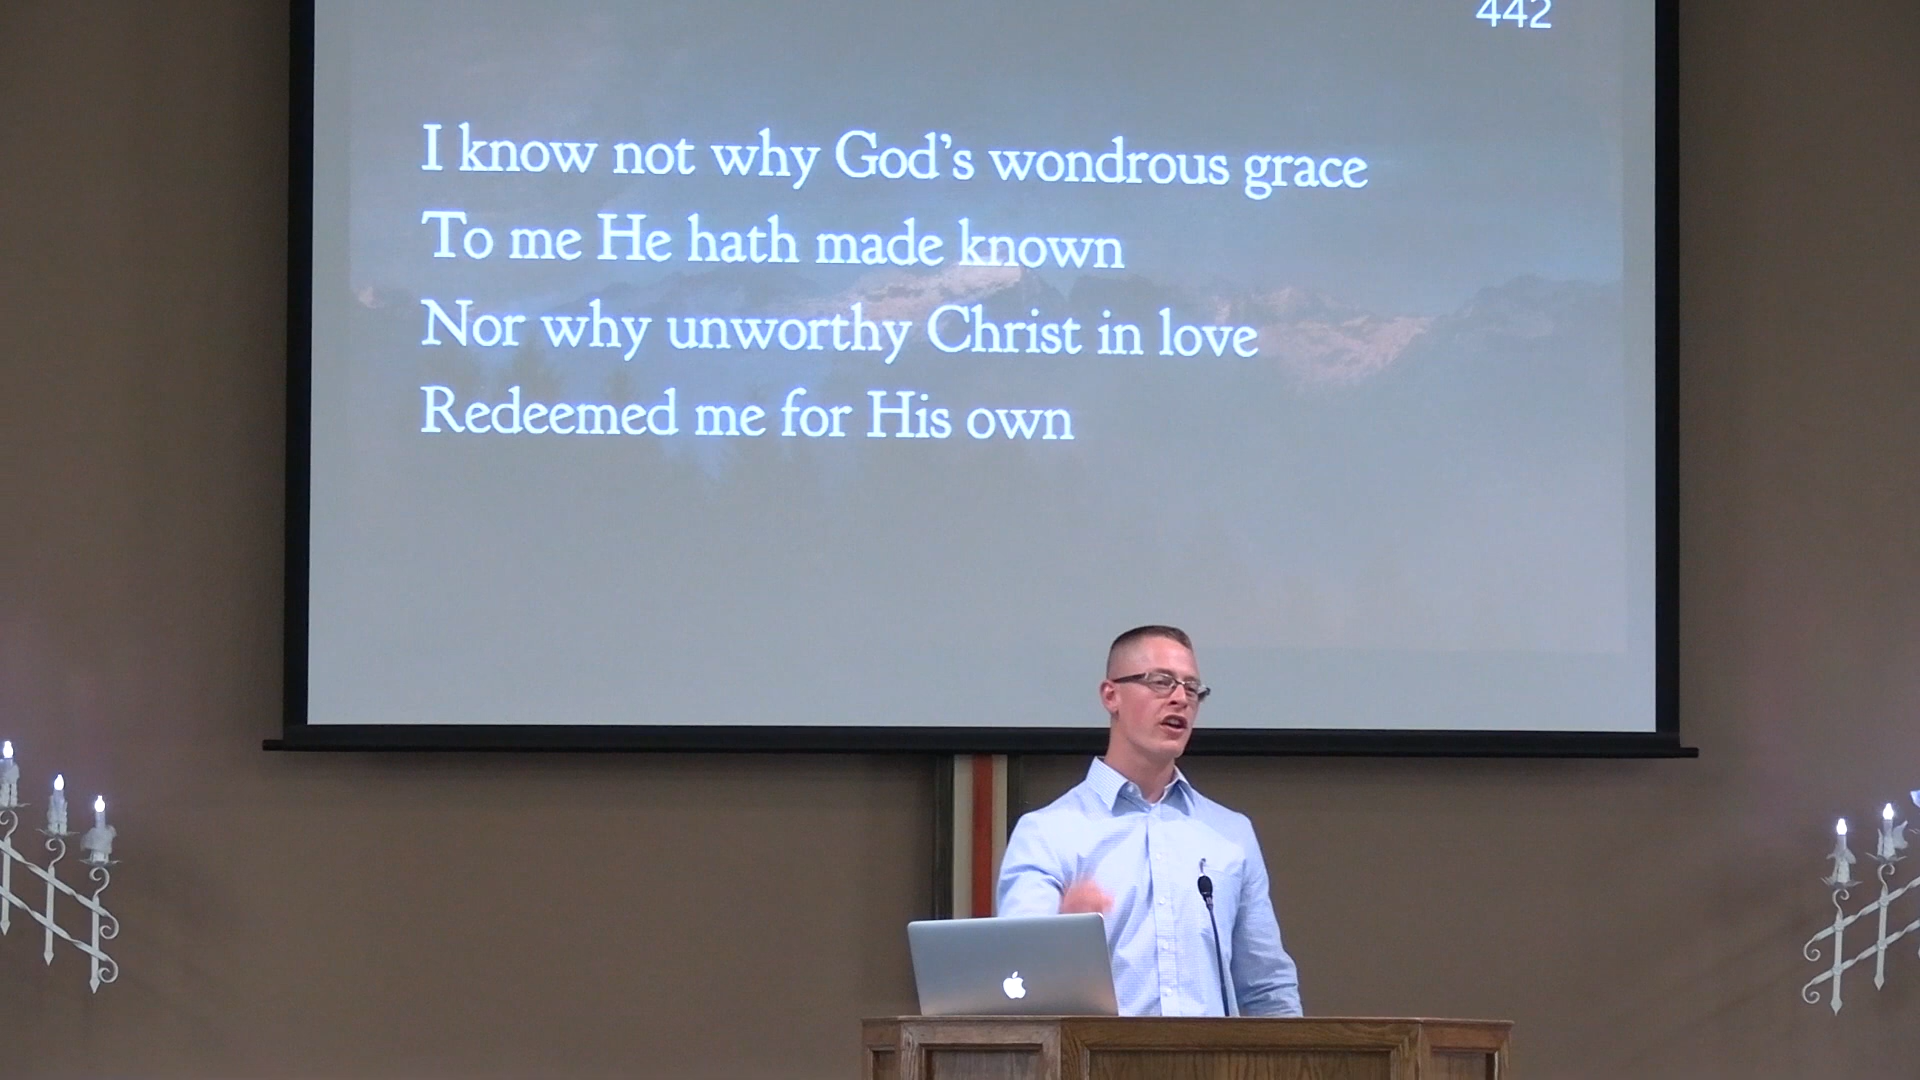 442
I know not why God’s wondrous grace
To me He hath made known
Nor why unworthy Christ in love
Redeemed me for His own